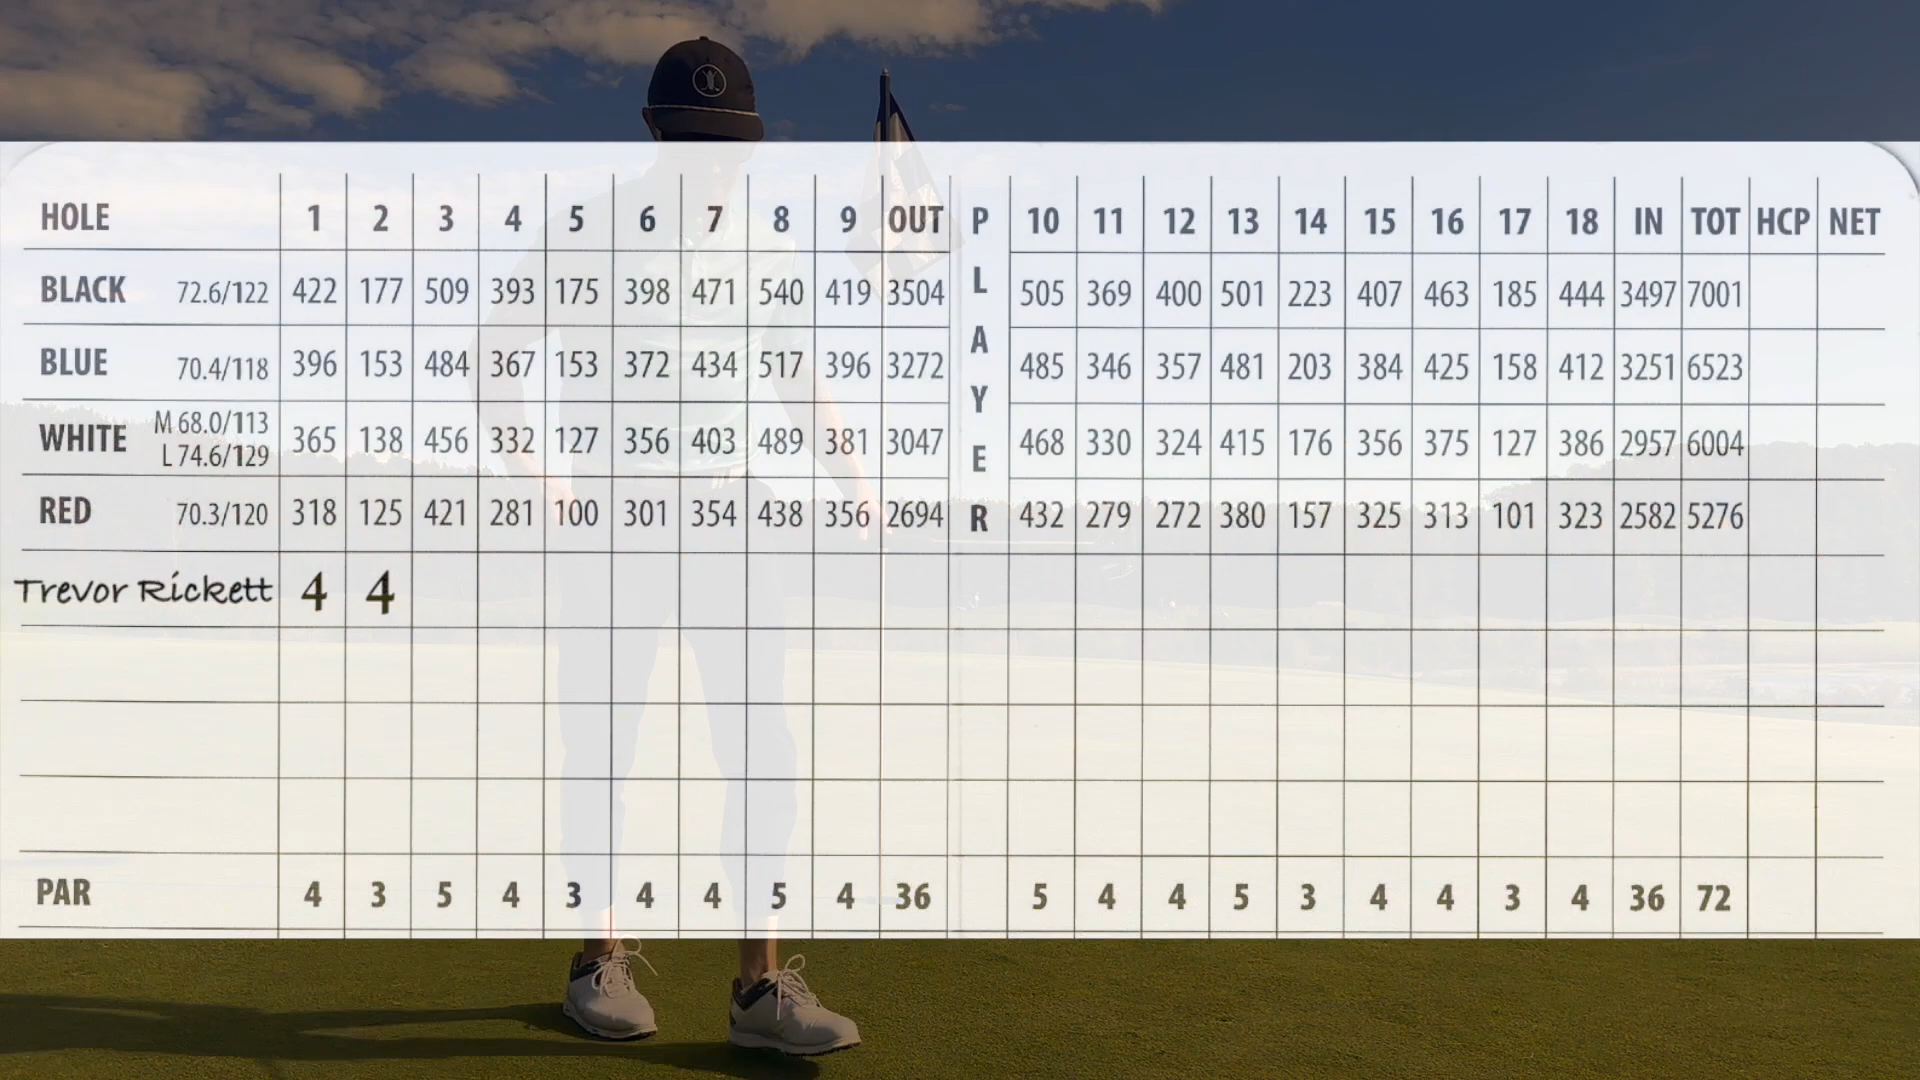 HOLE 1 2 3 4 5 6 7 8 9 OUT P 10 11 12 13 14 15 16 17 18 IN TOT HCP NET
BLACK 72.6/122 422 177 509 393 175 398 471 540 419 3504 L 505 369 400 501 223 407 463 185 444 3497 7001
BLUE 70.4/118 396 153 484 367 153 372 434 517 396 3272 A 485 346 357 481 203 384 425 158 412 3251 6523
WHITE M 68.0/113 L 74.6/129 365 138 456 332 127 356 403 489 381 3047 Y E 468 330 324 415 176 356 375 127 386 2957 6004
RED 70.3/120 318 125 421 281 100 301 354 438 356 2694 R 432 279 272 380 157 325 313 101 323 2582 5276
Trevor Rickett 4 4
PAR 4 3 5 4 3 4 4 5 4 36 5 4 4 5 3 4 4 3 4 36 72